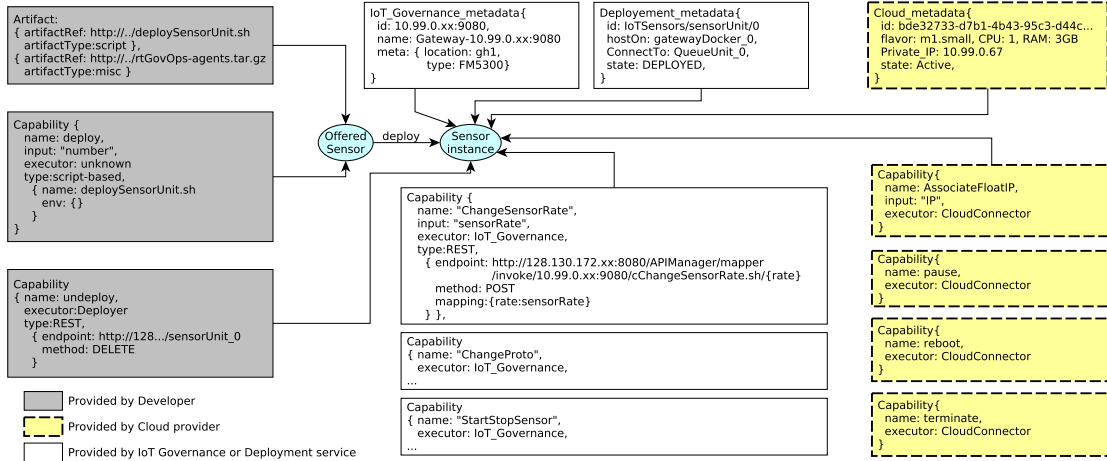 Artifact:
{ artifactRef: http://../deploySensorUnit.sh
artifactType:script },
{ artifactRef: http://../rtGovOps-agents.tar.gz
artifactType:misc }
IoT_Governance_metadata{
id: 10.99.0.xx:9080,
name: Gateway-10.99.0.xx:9080
meta: { location: gh1,
type: FM5300}
}
Deployement_metadata{
id: IoTSensors/sensorUnit/0
hostOn: gatewayDocker_0,
ConnectTo: QueueUnit_0,
state: DEPLOYED,
}
Cloud_metadata{
id: bde32733-d7b1-4b43-95c3-d44c...
flavor: m1.small, CPU: 1, RAM: 3GB
Private_IP: 10.99.0.67
state: Active,
}
Capability {
name: deploy,
input: "number",
executor: unknown
type:script-based,
{ name: deploySensorUnit.sh
env: {}
}
}
Offered
Sensor
deploy
Sensor
instance
Capability
{ name: undeploy,
executor:Deployer
type:REST,
{ endpoint: http://128.../sensorUnit_0
method: DELETE
}
Capability {
name: "ChangeSensorRate",
input: "sensorRate",
executor: IoT_Governance,
type:REST,
{ endpoint: http://128.130.172.xx:8080/APIManager/mapper
/invoke/10.99.0.xx:9080/cChangeSensorRate.sh/{rate}
method: POST
mapping:{rate:sensorRate}
} },
Capability
{ name: "ChangeProto",
executor: IoT_Governance,
...
Capability
{ name: "StartStopSensor",
executor: IoT_Governance,
...
Capability{
name: AssociateFloatIP,
input: "IP",
executor: CloudConnector
}
Capability{
name: pause,
executor: CloudConnector
}
Capability{
name: reboot,
executor: CloudConnector
}
Capability{
name: terminate,
executor: CloudConnector
}
Provided by Developer
Provided by Cloud provider
Provided by IoT Governance or Deployment service